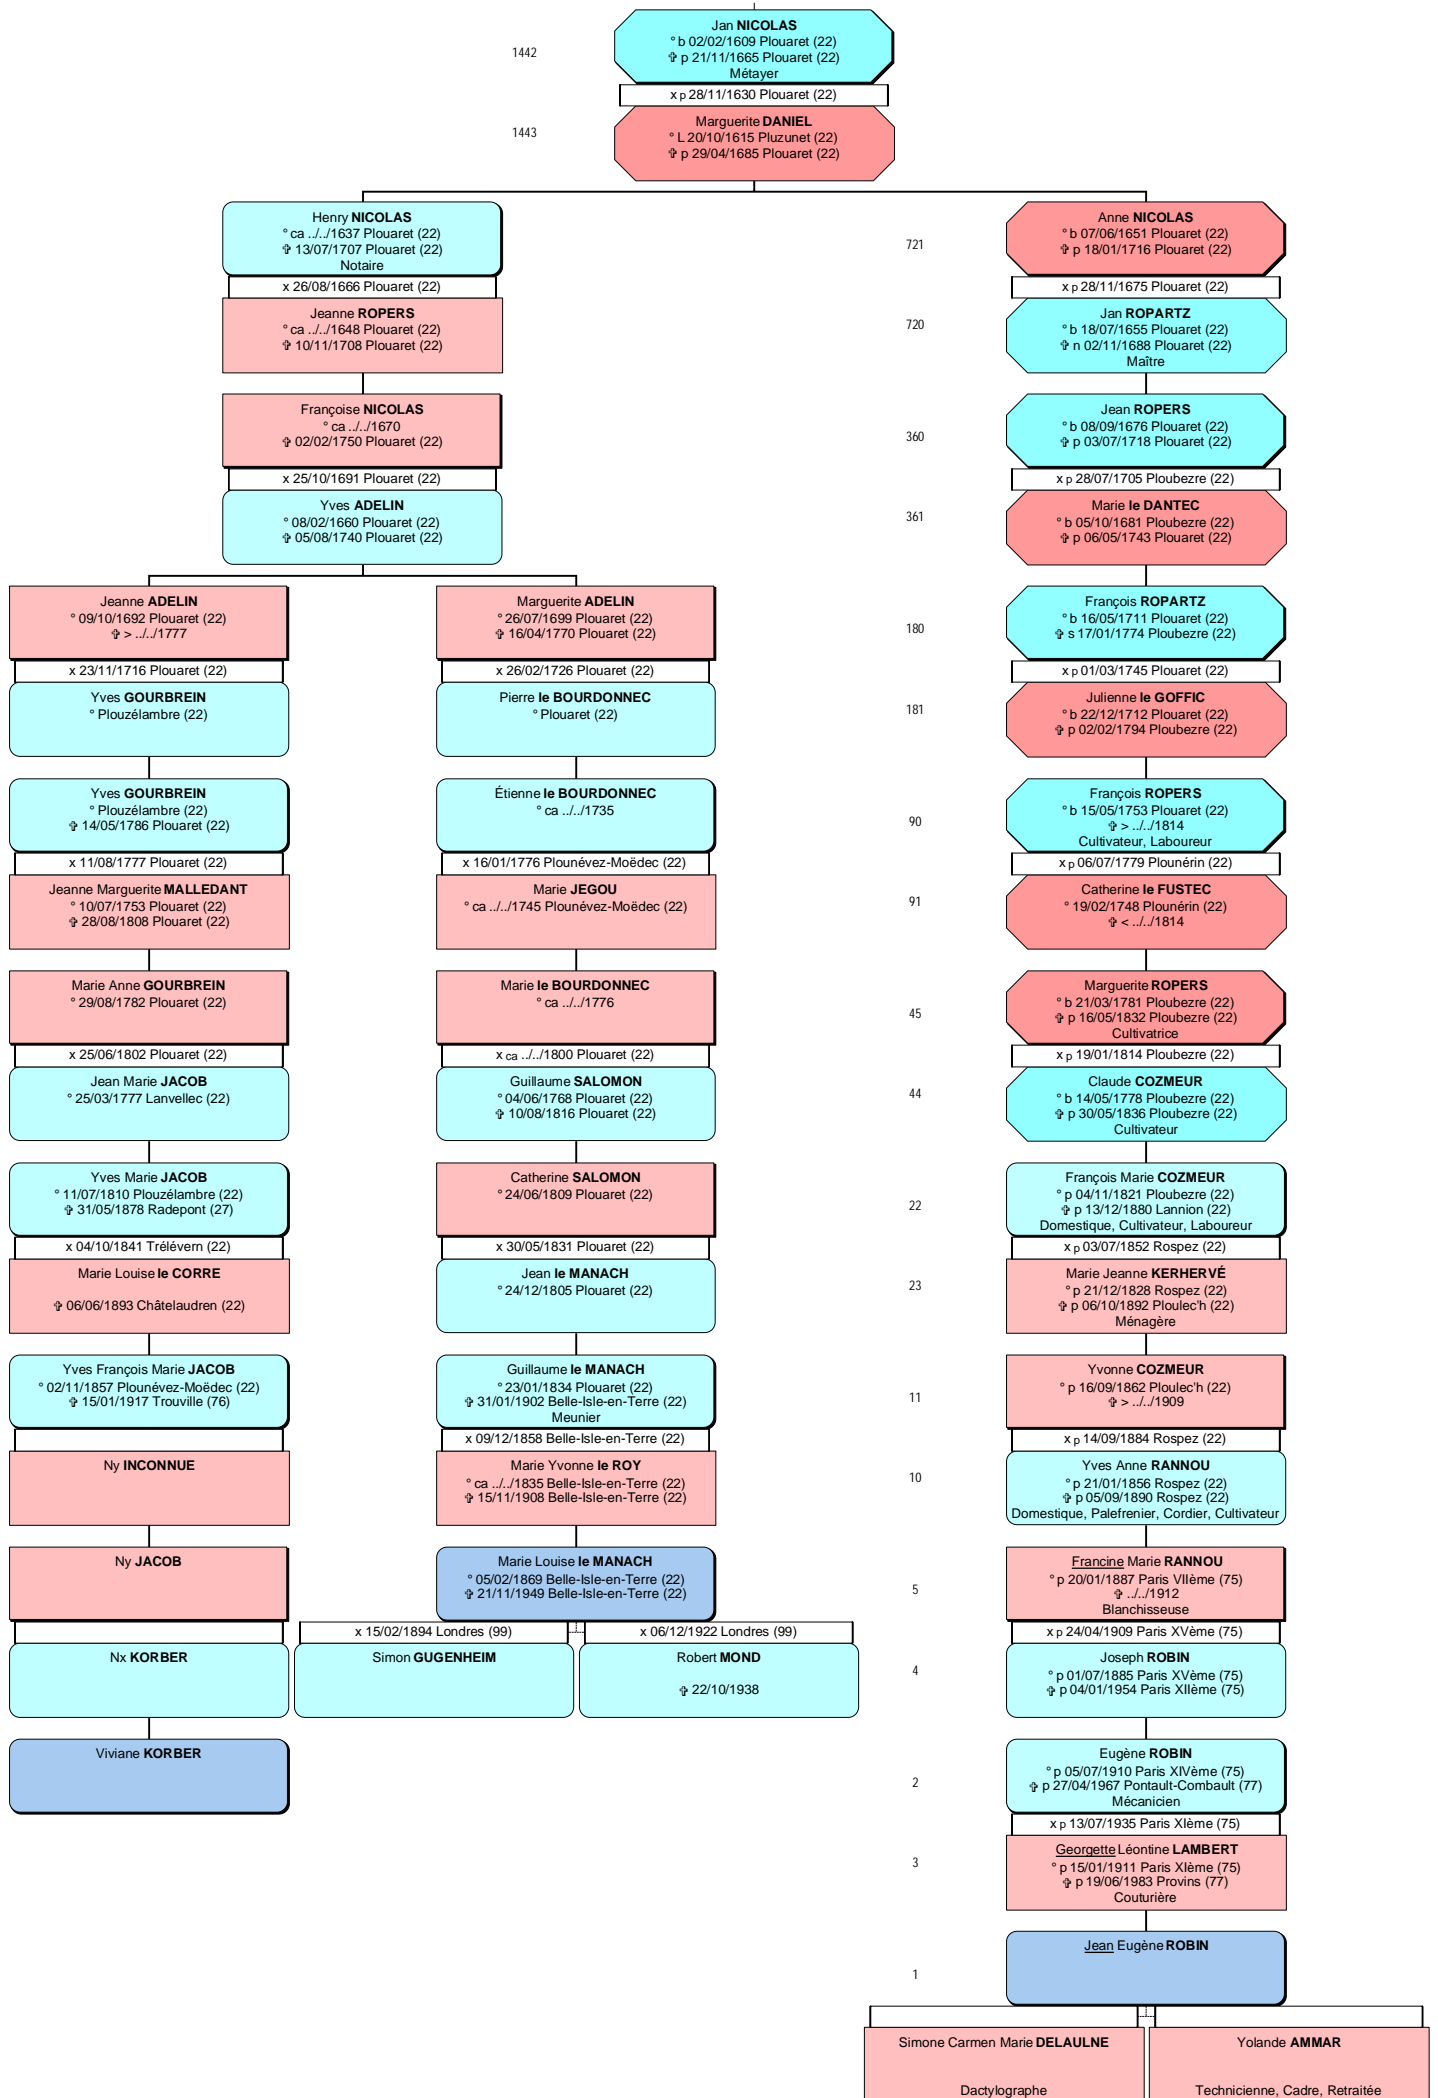 1442
Jan NICOLAS
° b 02/02/1609 Plouaret (22)
✞ p 21/11/1665 Plouaret (22)
Métayer
x p 28/11/1630 Plouaret (22)
1443
Marguerite DANIEL
° L 20/10/1615 Pluzunet (22)
✞ p 29/04/1685 Plouaret (22)
Henry NICOLAS
° ca ../../1637 Plouaret (22)
✞ 13/07/1707 Plouaret (22)
Notaire
x 26/08/1666 Plouaret (22)
Jeanne ROPERS
° ca ../../1648 Plouaret (22)
✞ 10/11/1708 Plouaret (22)
721
Anne NICOLAS
° b 07/06/1651 Plouaret (22)
✞ p 18/01/1716 Plouaret (22)
x p 28/11/1675 Plouaret (22)
720
Jan ROPARTZ
° b 18/07/1655 Plouaret (22)
✞ n 02/11/1688 Plouaret (22)
Maître
Françoise NICOLAS
° ca ../../1670
✞ 02/02/1750 Plouaret (22)
x 25/10/1691 Plouaret (22)
Yves ADELIN
° 08/02/1660 Plouaret (22)
✞ 05/08/1740 Plouaret (22)
360
Jean ROPERS
° b 08/09/1676 Plouaret (22)
✞ p 03/07/1718 Plouaret (22)
x p 28/07/1705 Ploubezre (22)
361
Marie le DANTEC
° b 05/10/1681 Ploubezre (22)
✞ p 06/05/1743 Plouaret (22)
Jeanne ADELIN
° 09/10/1692 Plouaret (22)
✞ > ../../1777
x 23/11/1716 Plouaret (22)
Yves GOURBREIN
° Plouzélambre (22)
Marguerite ADELIN
° 26/07/1699 Plouaret (22)
✞ 16/04/1770 Plouaret (22)
x 26/02/1726 Plouaret (22)
Pierre le BOURDONNEC
° Plouaret (22)
180
François ROPARTZ
° b 16/05/1711 Plouaret (22)
✞ s 17/01/1774 Ploubezre (22)
x p 01/03/1745 Plouaret (22)
181
Julienne le GOFFIC
° b 22/12/1712 Plouaret (22)
✞ p 02/02/1794 Ploubezre (22)
Yves GOURBREIN
° Plouzélambre (22)
✞ 14/05/1786 Plouaret (22)
x 11/08/1777 Plouaret (22)
Jeanne Marguerite MALLEDANT
° 10/07/1753 Plouaret (22)
✞ 28/08/1808 Plouaret (22)
Étienne le BOURDONNEC
° ca ../../1735
x 16/01/1776 Plounévez-Moëdec (22)
Marie JEGOU
° ca ../../1745 Plounévez-Moëdec (22)
90
François ROPERS
° b 15/05/1753 Plouaret (22)
✞ > ../../1814
Cultivateur, Laboureur
x p 06/07/1779 Plounérin (22)
91
Catherine le FUSTEC
° 19/02/1748 Plounérin (22)
✞ < ../../1814
Marie Anne GOURBREIN
° 29/08/1782 Plouaret (22)
x 25/06/1802 Plouaret (22)
Jean Marie JACOB
° 25/03/1777 Lanvellec (22)
Marie le BOURDONNEC
° ca ../../1776
x ca ../../1800 Plouaret (22)
Guillaume SALOMON
° 04/06/1768 Plouaret (22)
✞ 10/08/1816 Plouaret (22)
45
Marguerite ROPERS
° b 21/03/1781 Ploubezre (22)
✞ p 16/05/1832 Ploubezre (22)
Cultivatrice
x p 19/01/1814 Ploubezre (22)
44
Claude COZMEUR
° b 14/05/1778 Ploubezre (22)
✞ p 30/05/1836 Ploubezre (22)
Cultivateur
Yves Marie JACOB
° 11/07/1810 Plouzélambre (22)
✞ 31/05/1878 Radepont (27)
x 04/10/1841 Trélévern (22)
Marie Louise le CORRE
✞ 06/06/1893 Châtelaudren (22)
Catherine SALOMON
° 24/06/1809 Plouaret (22)
x 30/05/1831 Plouaret (22)
Jean le MANACH
° 24/12/1805 Plouaret (22)
22
François Marie COZMEUR
° p 04/11/1821 Ploubezre (22)
✞ p 13/12/1880 Lannion (22)
Domestique, Cultivateur, Laboureur
x p 03/07/1852 Rospez (22)
23
Marie Jeanne KERHERVÉ
° p 21/12/1828 Rospez (22)
✞ p 06/10/1892 Ploulec'h (22)
Ménagère
Yves François Marie JACOB
° 02/11/1857 Plounévez-Moëdec (22)
✞ 15/01/1917 Trouville (76)
Ny INCONNUE
Guillaume le MANACH
° 23/01/1834 Plouaret (22)
✞ 31/01/1902 Belle-Isle-en-Terre (22)
Meunier
x 09/12/1858 Belle-Isle-en-Terre (22)
Marie Yvonne le ROY
° ca ../../1835 Belle-Isle-en-Terre (22)
✞ 15/11/1908 Belle-Isle-en-Terre (22)
11
Yvonne COZMEUR
° p 16/09/1862 Ploulec'h (22)
✞ > ../../1909
x p 14/09/1884 Rospez (22)
10
Yves Anne RANNOU
° p 21/01/1856 Rospez (22)
✞ p 05/09/1890 Rospez (22)
Domestique, Palefrenier, Cordier, Cultivateur
Ny JACOB
Nx KORBER
Marie Louise le MANACH
° 05/02/1869 Belle-Isle-en-Terre (22)
✞ 21/11/1949 Belle-Isle-en-Terre (22)
x 15/02/1894 Londres (99)
Simon GUGENHEIM
x 06/12/1922 Londres (99)
Robert MOND
✞ 22/10/1938
5
Francine Marie RANNOU
° p 20/01/1887 Paris VIIème (75)
✞ ../../1912
Blanchisseuse
x p 24/04/1909 Paris XVème (75)
4
Joseph ROBIN
° p 01/07/1885 Paris XVème (75)
✞ p 04/01/1954 Paris XIIème (75)
Viviane KORBER
2
Eugène ROBIN
° p 05/07/1910 Paris XIVème (75)
✞ p 27/04/1967 Pontault-Combault (77)
Mécanicien
x p 13/07/1935 Paris XIème (75)
3
Georgette Léontine LAMBERT
° p 15/01/1911 Paris XIème (75)
✞ p 19/06/1983 Provins (77)
Couturière
1
Jean Eugène ROBIN
Simone Carmen Marie DELAULNE
Dactylographe
Yolande AMMAR
Technicienne, Cadre, Retraitée